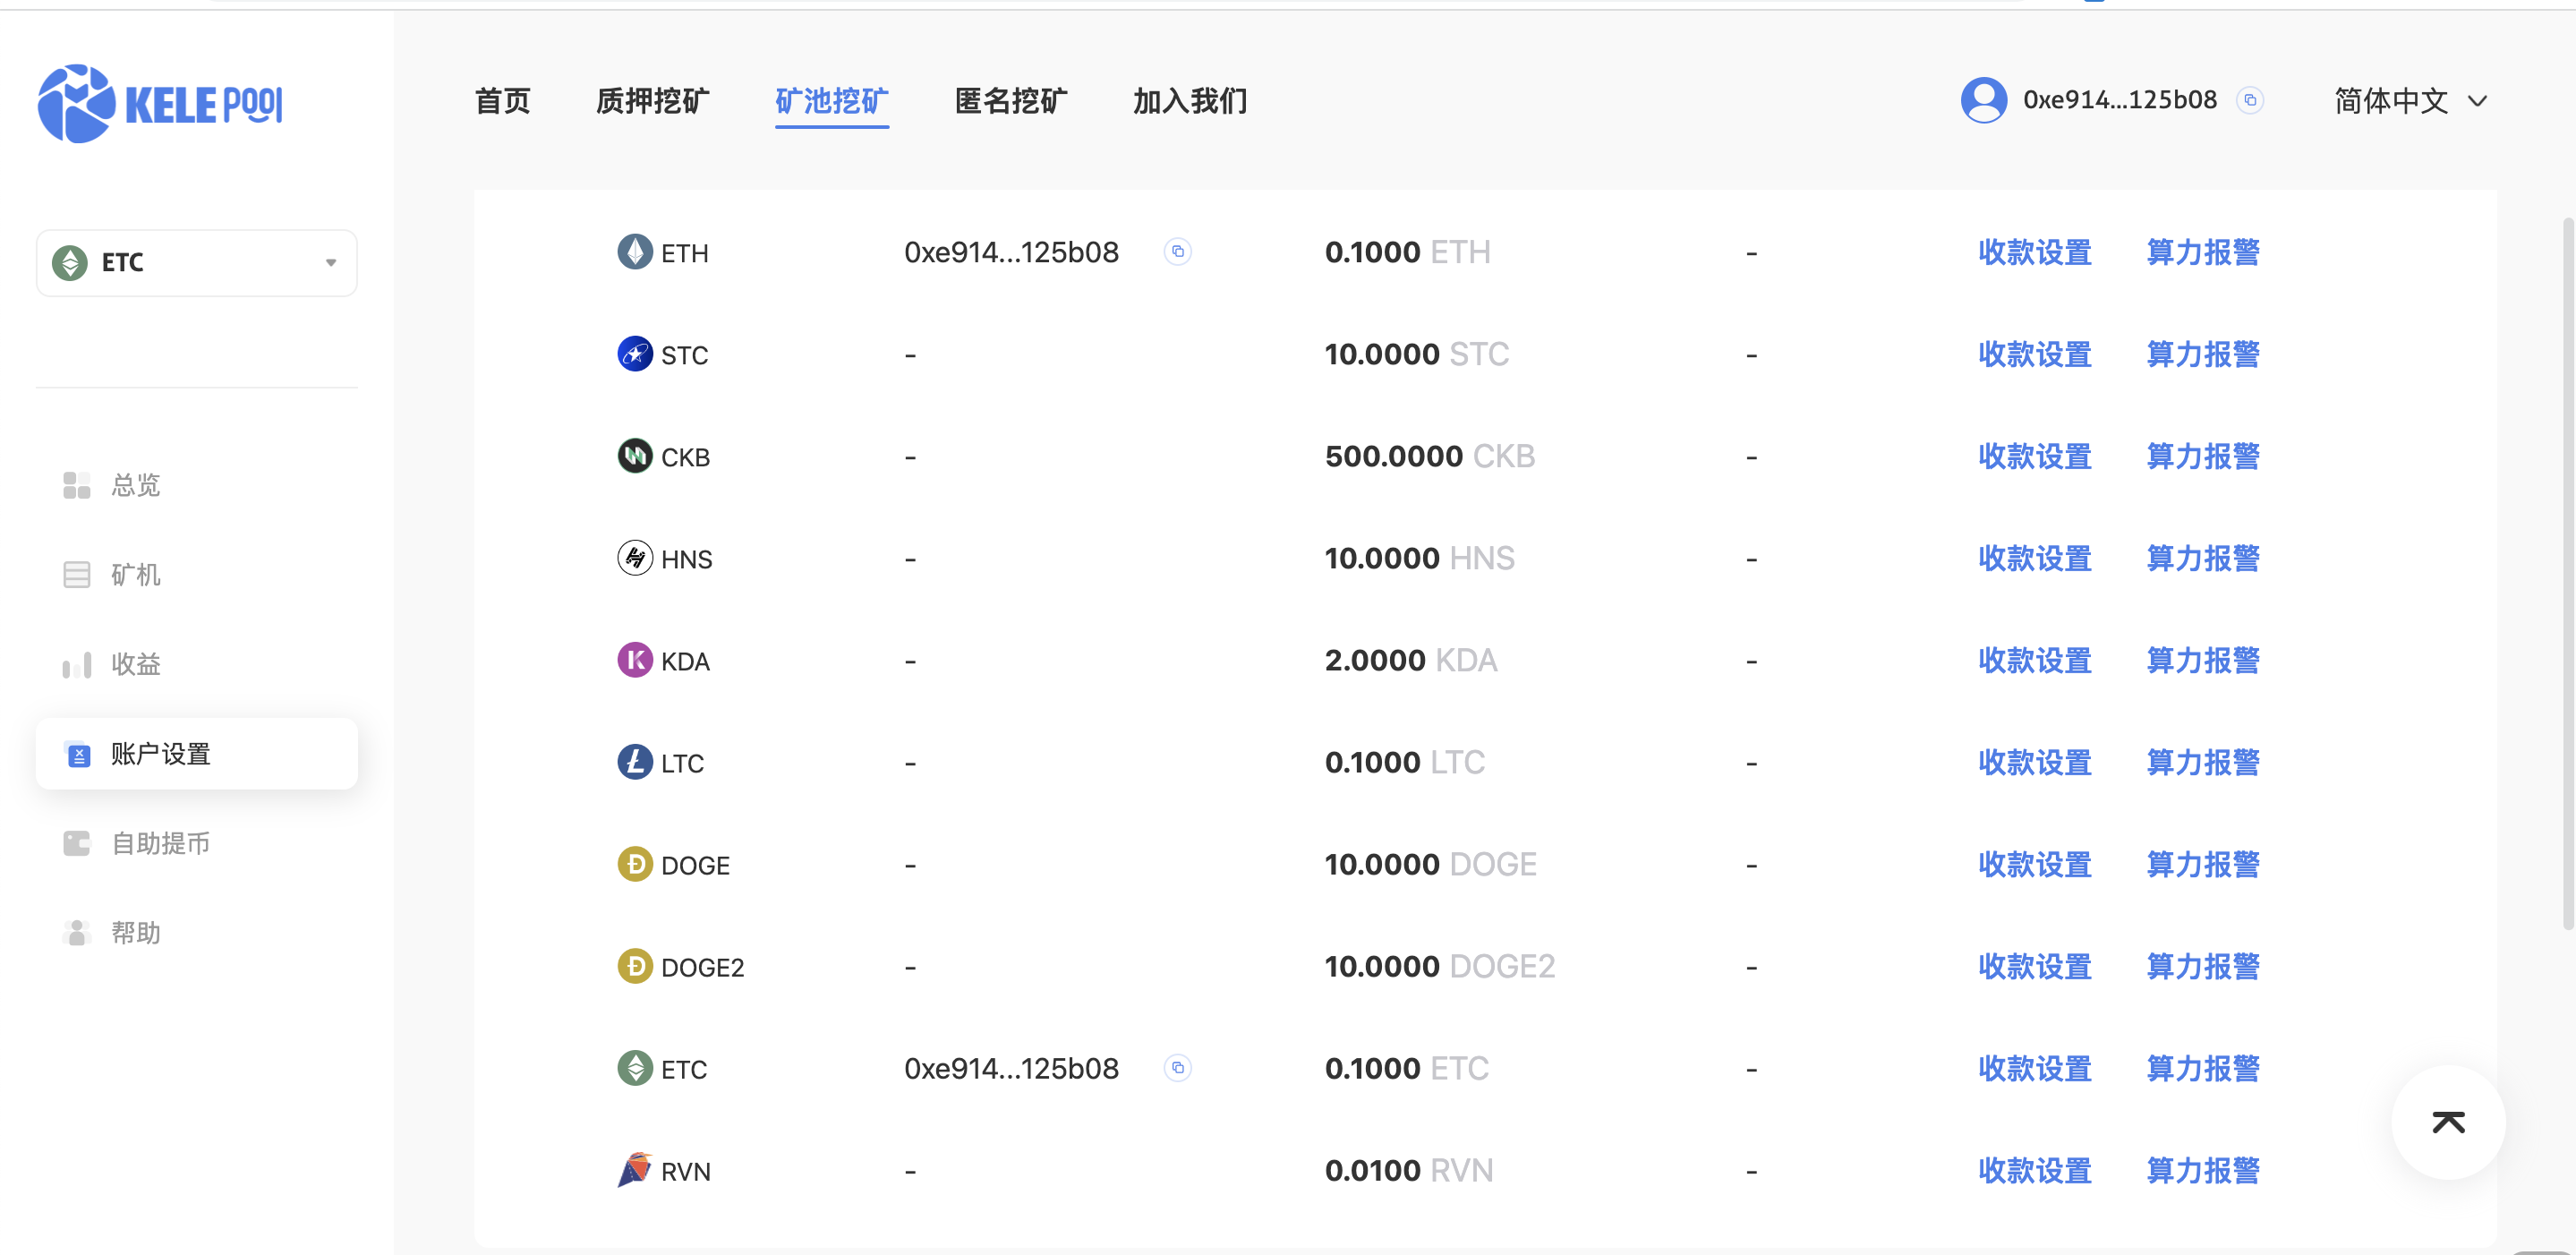 KELE POOL
首页 质押挖矿 矿池挖矿 匿名挖矿 加入我们 0xe914...125b08 简体中文
ETC
总览
矿机
收益
账户设置
自助提币
帮助
ETH 0xe914...125b08 0.1000 ETH - 收款设置 算力报警
STC - 10.0000 STC - 收款设置 算力报警
CKB - 500.0000 CKB - 收款设置 算力报警
HNS - 10.0000 HNS - 收款设置 算力报警
KDA - 2.0000 KDA - 收款设置 算力报警
LTC - 0.1000 LTC - 收款设置 算力报警
DOGE - 10.0000 DOGE - 收款设置 算力报警
DOGE2 - 10.0000 DOGE2 - 收款设置 算力报警
ETC 0xe914...125b08 0.1000 ETC - 收款设置 算力报警
RVN - 0.0100 RVN - 收款设置 算力报警